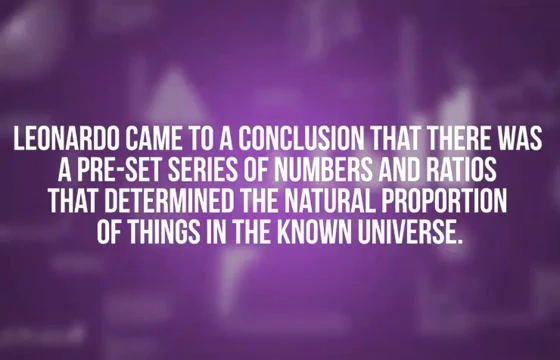 LEONARDO CAME TO A CONCLUSION THAT THERE WAS
A PRE-SET SERIES OF NUMBERS AND RATIOS
THAT DETERMINED THE NATURAL PROPORTION
OF THINGS IN THE KNOWN UNIVERSE.